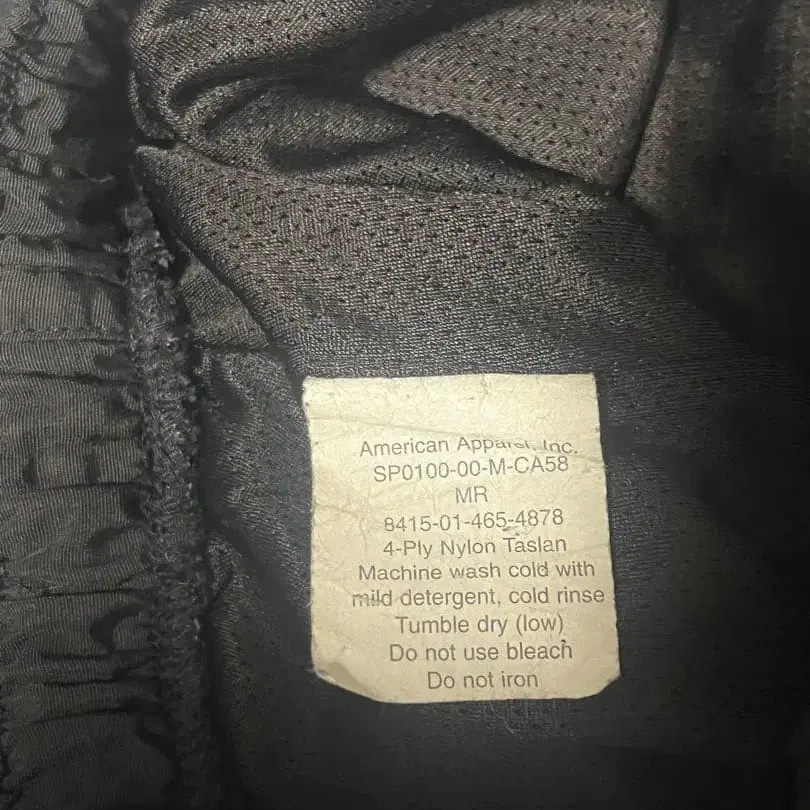 American Apparel, Inc.
SP0100-00-M-CA58
MR
8415-01-465-4878
4-Ply Nylon Taslan
Machine wash cold with
mild detergent, cold rinse
Tumble dry (low)
Do not use bleach
Do not iron